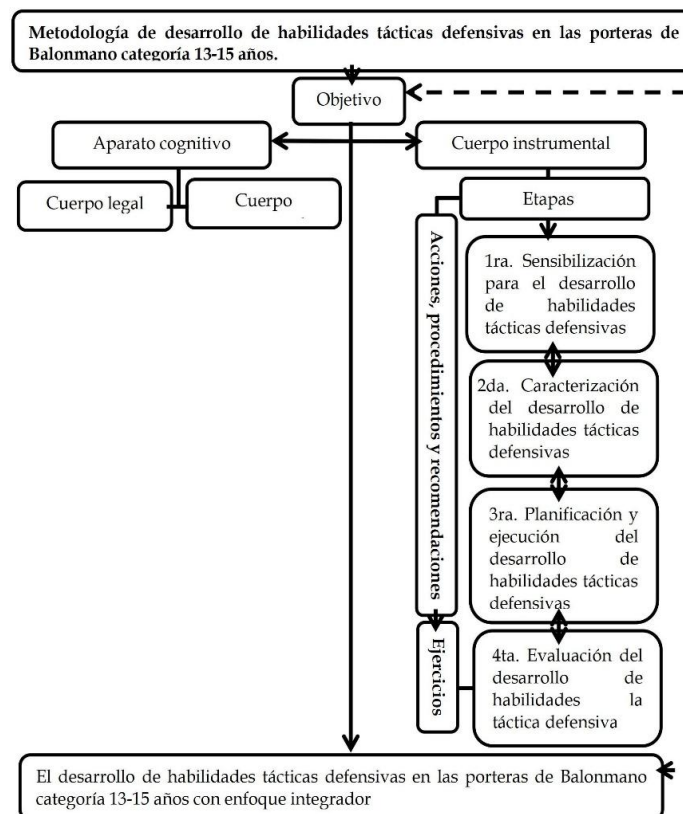 Metodología de desarrollo de habilidades tácticas defensivas en las porteras de
Balonmano categoría 13-15 años.
Objetivo
Aparato cognitivo
Cuerpo instrumental
Cuerpo legal
Cuerpo
Etapas
Acciones, procedimientos y recomendaciones
1ra. Sensibilización
para el desarrollo
de habilidades
tácticas defensivas
2da. Caracterización
del desarrollo de
habilidades tácticas
defensivas
3ra. Planificación y
ejecución del
desarrollo de
habilidades tácticas
defensivas
Ejercicios
4ta. Evaluación del
desarrollo de
habilidades la
táctica defensiva
El desarrollo de habilidades tácticas defensivas en las porteras de Balonmano
categoría 13-15 años con enfoque integrador